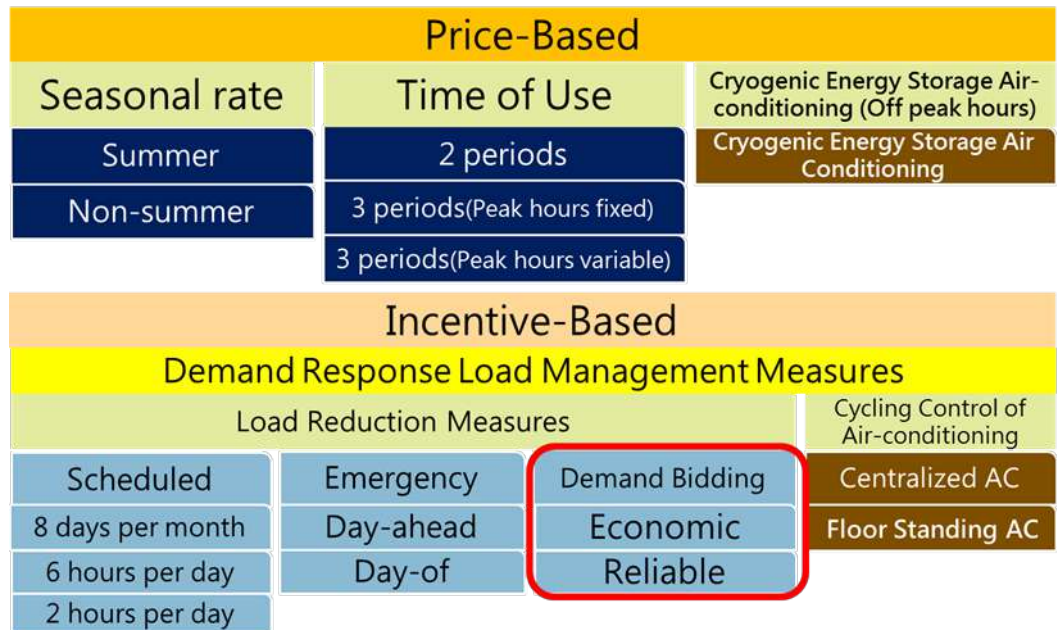 Price-Based
Seasonal rate
Summer
Non-summer
Time of Use
2 periods
3 periods(Peak hours fixed)
3 periods(Peak hours variable)
Cryogenic Energy Storage Air-
conditioning (Off peak hours)
Cryogenic Energy Storage Air
Conditioning
Incentive-Based
Demand Response Load Management Measures
Load Reduction Measures
Scheduled
8 days per month
6 hours per day
2 hours per day
Emergency
Day-ahead
Day-of
Demand Bidding
Economic
Reliable
Cycling Control of
Air-conditioning
Centralized AC
Floor Standing AC